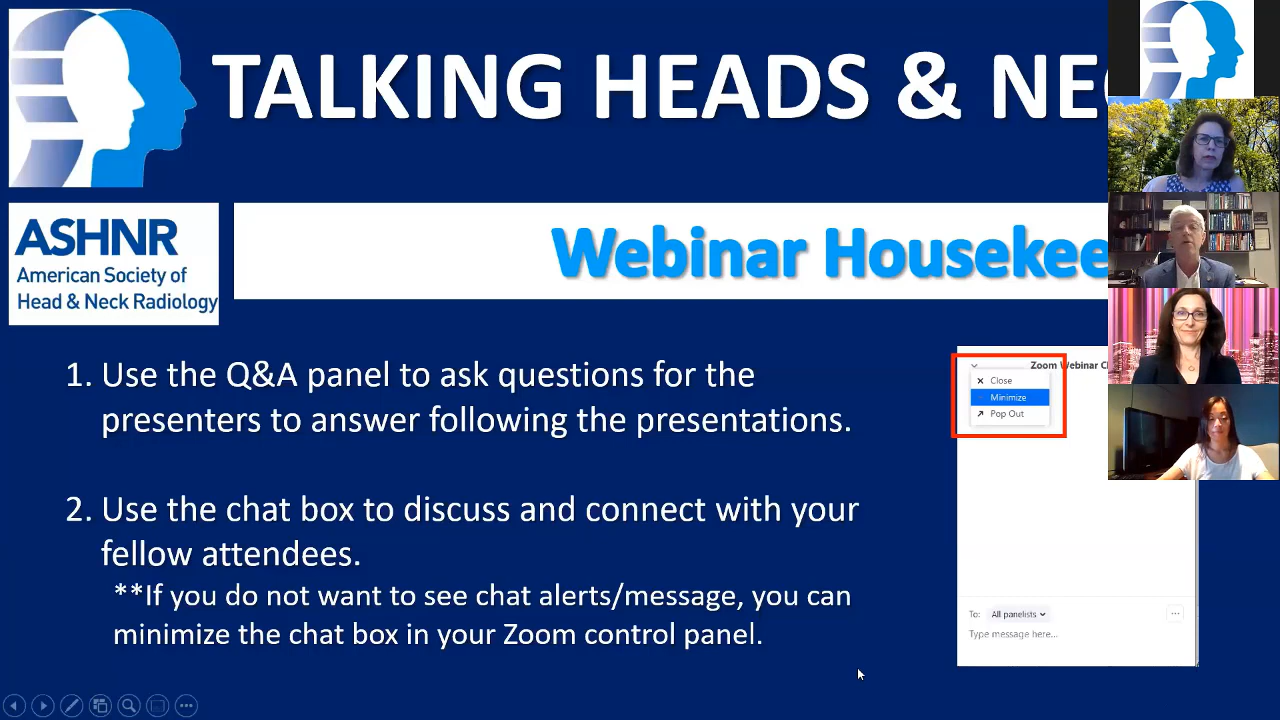 TALKING HEADS & NE
ASHNR
American Society of
Head & Neck Radiology
Webinar Housekee
1. Use the Q&A panel to ask questions for the
presenters to answer following the presentations.
2. Use the chat box to discuss and connect with your
fellow attendees.
**If you do not want to see chat alerts/message, you can
minimize the chat box in your Zoom control panel.
Zoom Webinar C
Close
Minimize
Pop Out
To: All panelists
Type message here...